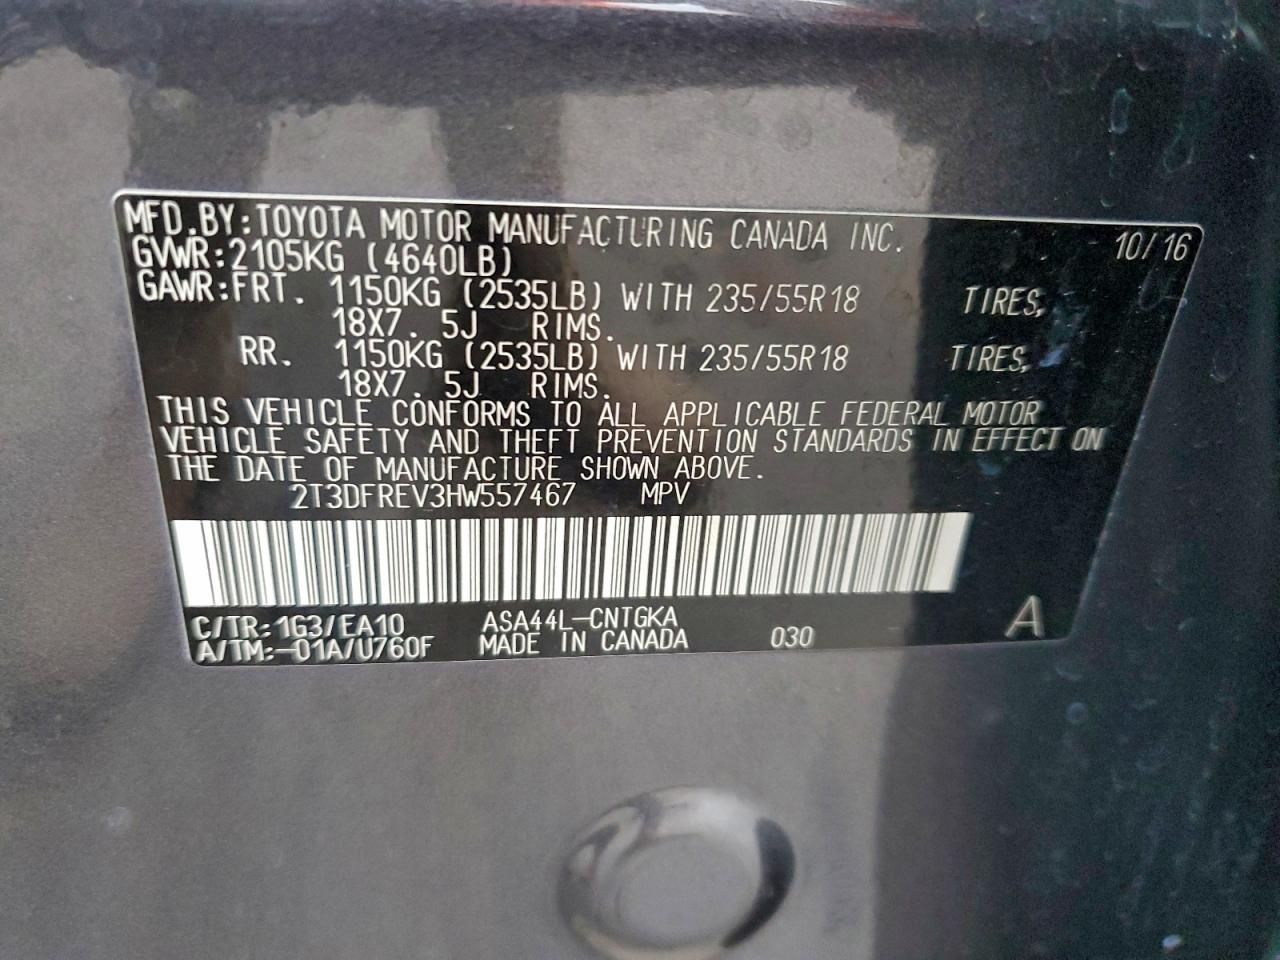 MFD.BY:TOYOTA MOTOR MANUFACTURING CANADA INC. 10/16
GVWR:2105KG (4640LB)
GAWR:FRT. 1150KG (2535LB) WITH 235/55R18 TIRES,
18X7. 5J RIMS.
RR. 1150KG (2535LB) WITH 235/55R18 TIRES,
18X7. 5J RIMS.
THIS VEHICLE CONFORMS TO ALL APPLICABLE FEDERAL MOTOR
VEHICLE SAFETY AND THEFT PREVENTION STANDARDS IN EFFECT ON
THE DATE OF MANUFACTURE SHOWN ABOVE.
2T3DFREV3HW557467 MPV
C/TR:1G3/EA10 ASA44L-CNTGKA A
A/TM:-01A/U760F MADE IN CANADA 030